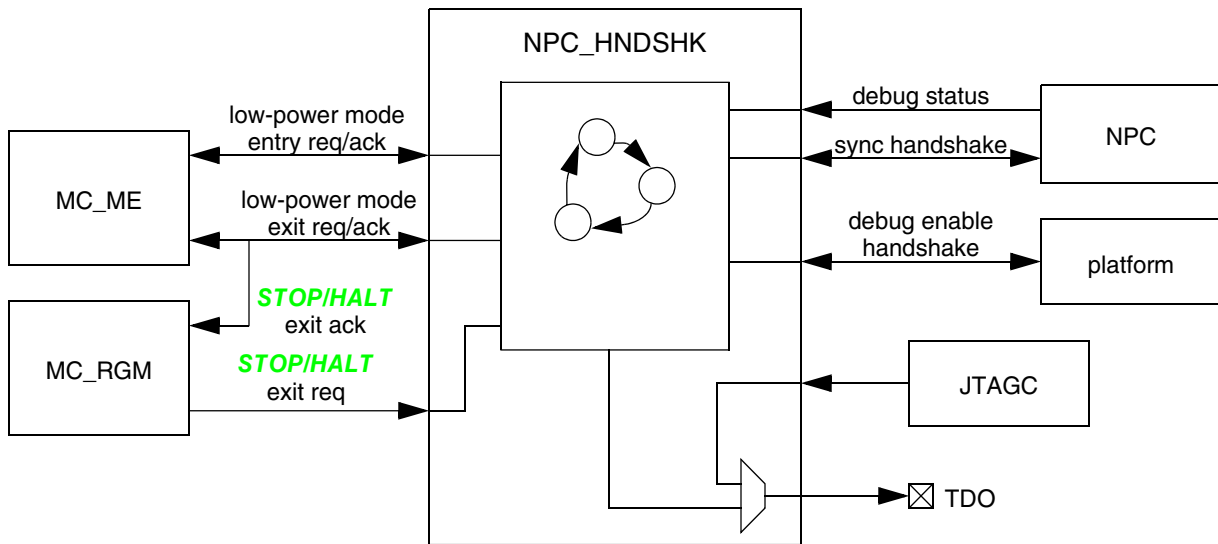 NPC_HNDSHK
low-power mode
entry req/ack
MC_ME
low-power mode
exit req/ack
STOP/HALT
exit ack
MC_RGM
STOP/HALT
exit req
debug status
NPC
sync handshake
debug enable
handshake
platform
JTAGC
TDO